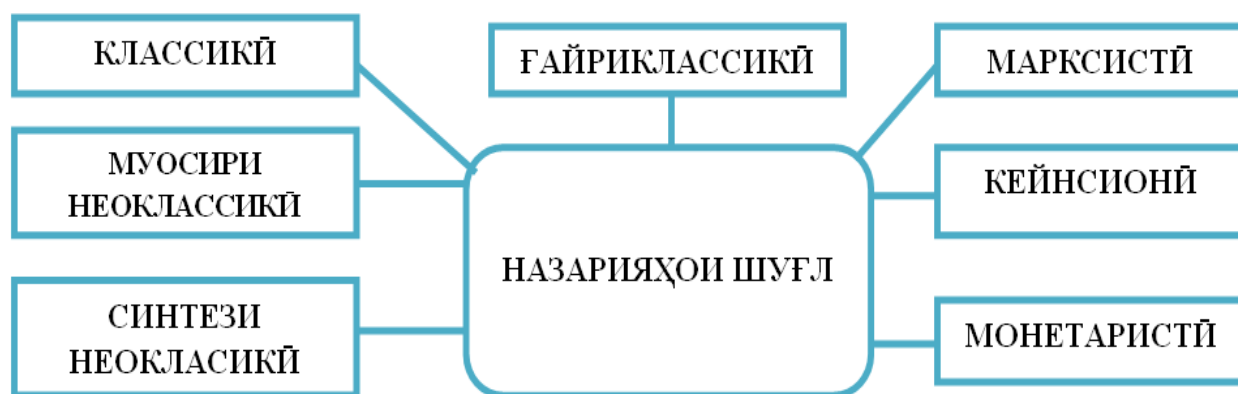 КЛАССИКӢ
ҒАЙРИКЛАССИКӢ
МАРКСИСТӢ
МУОСИРИ
НЕОКЛАССИКӢ
КЕЙНСИОНӢ
НАЗАРИЯҲОИ ШУҒЛ
СИНТЕЗИ
НЕОКЛАСИКӢ
МОНЕТАРИСТӢ